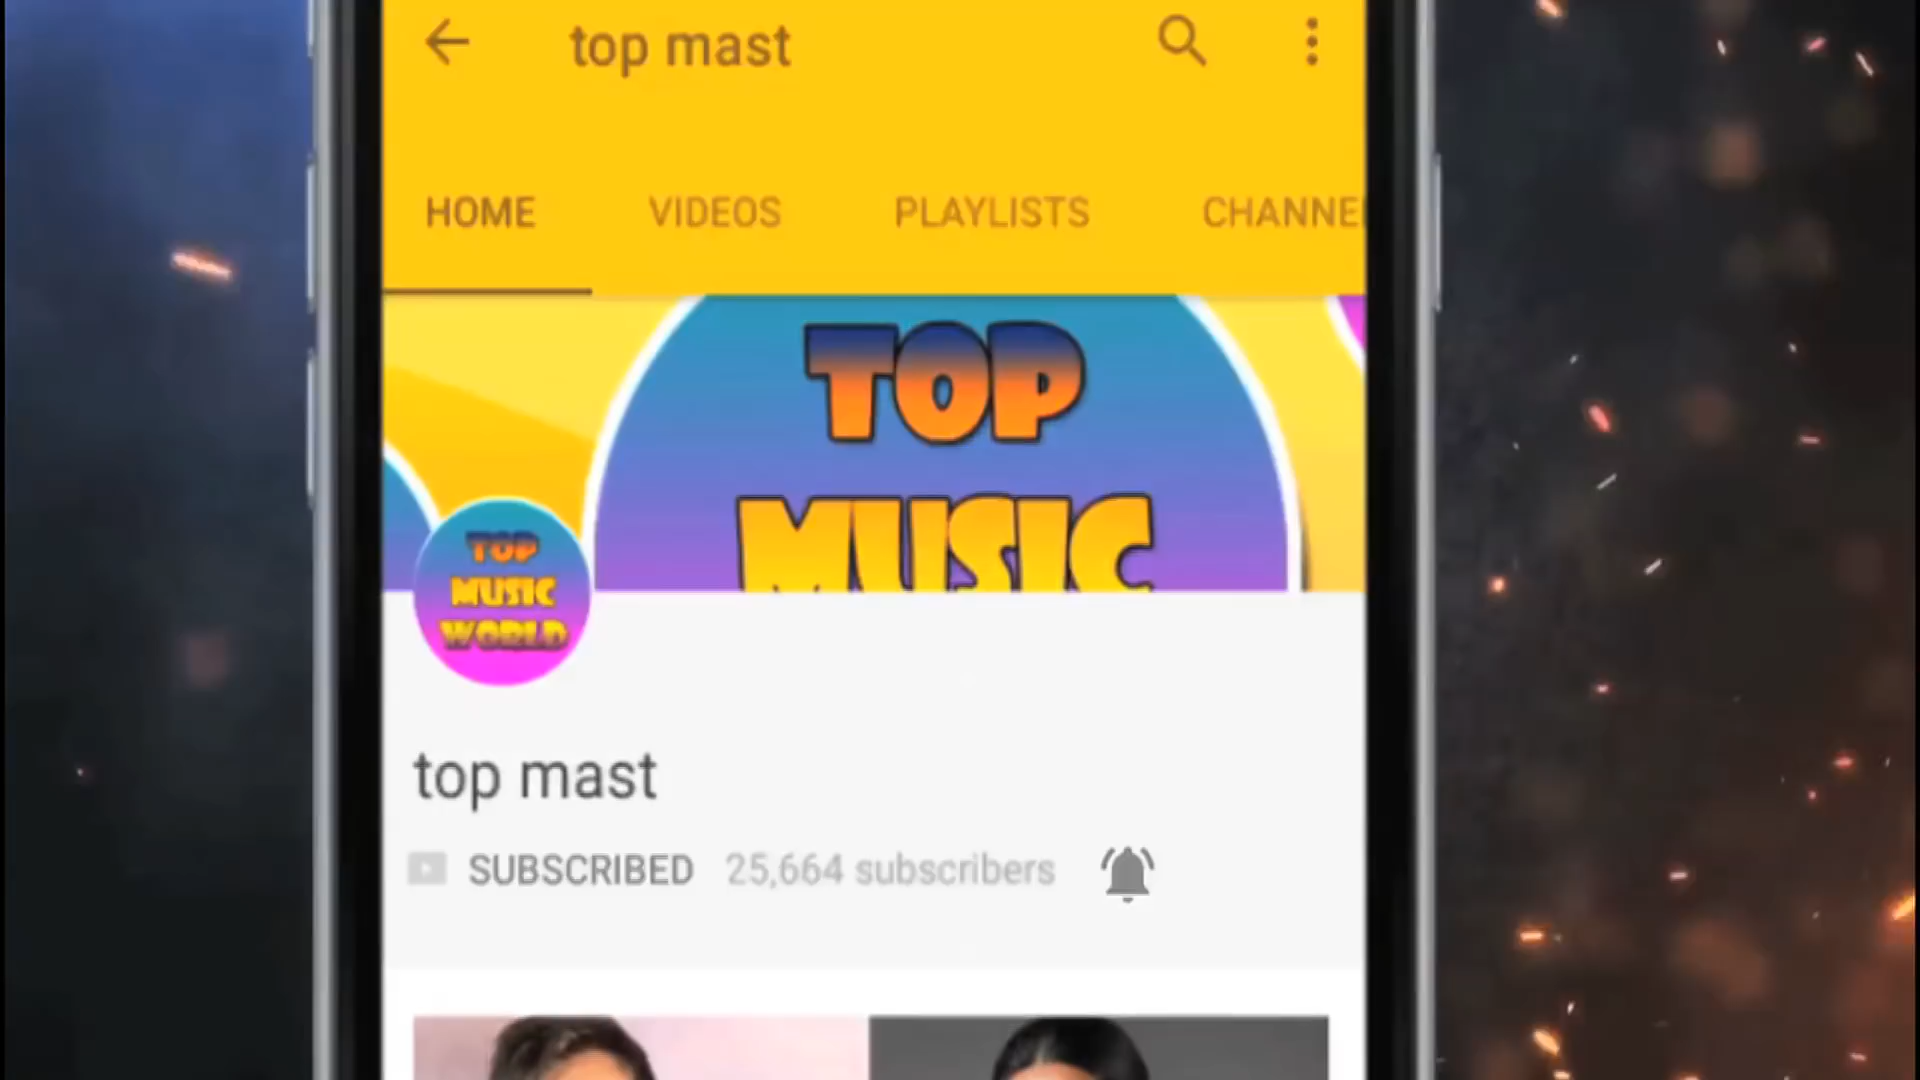 top mast
HOME VIDEOS PLAYLISTS CHANNE
TOP
MUSIC
TOP
MUSIC
WORLD
top mast
SUBSCRIBED 25,664 subscribers